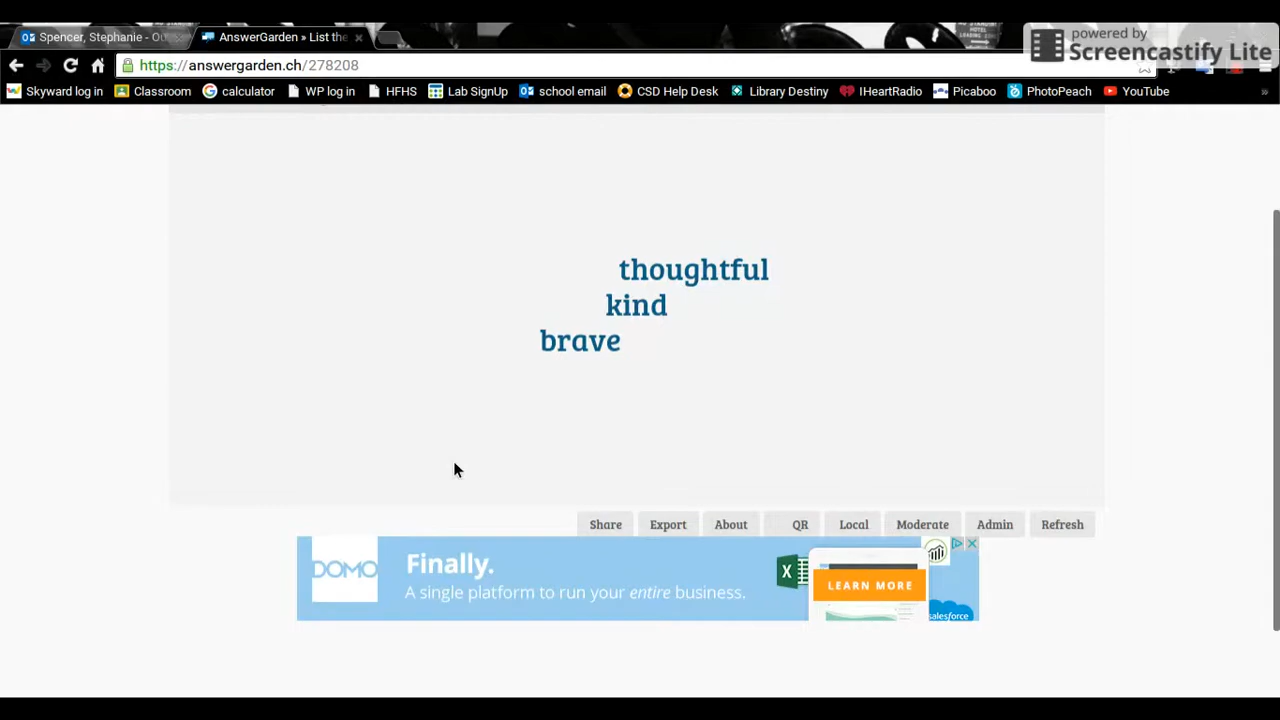 Spencer, Stephanie - Ou
AnswerGarden » List the
powered by
Screencastify Lite
https://answergarden.ch/278208
Skyward log in
Classroom
calculator
WP log in
HFHS
Lab SignUp
school email
CSD Help Desk
Library Destiny
IHeartRadio
Picaboo
PhotoPeach
YouTube
thoughtful
kind
brave
Share
Export
About
QR
Local
Moderate
Admin
Refresh
DOMO
Finally.
A single platform to run your entire business.
LEARN MORE
salesforce